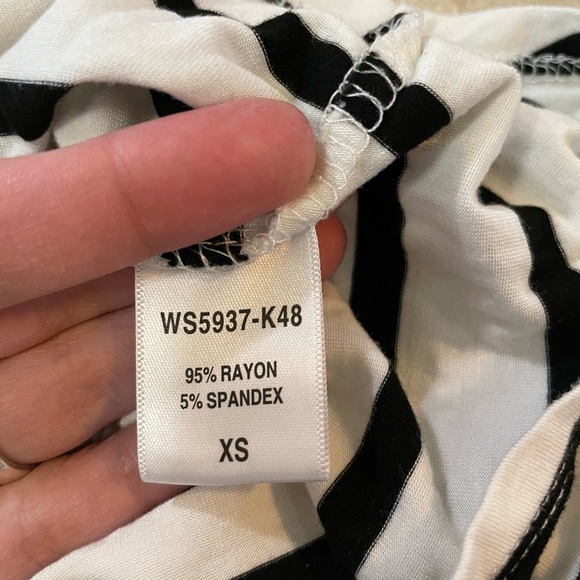 WS5937-K48
95% RAYON
5% SPANDEX
XS